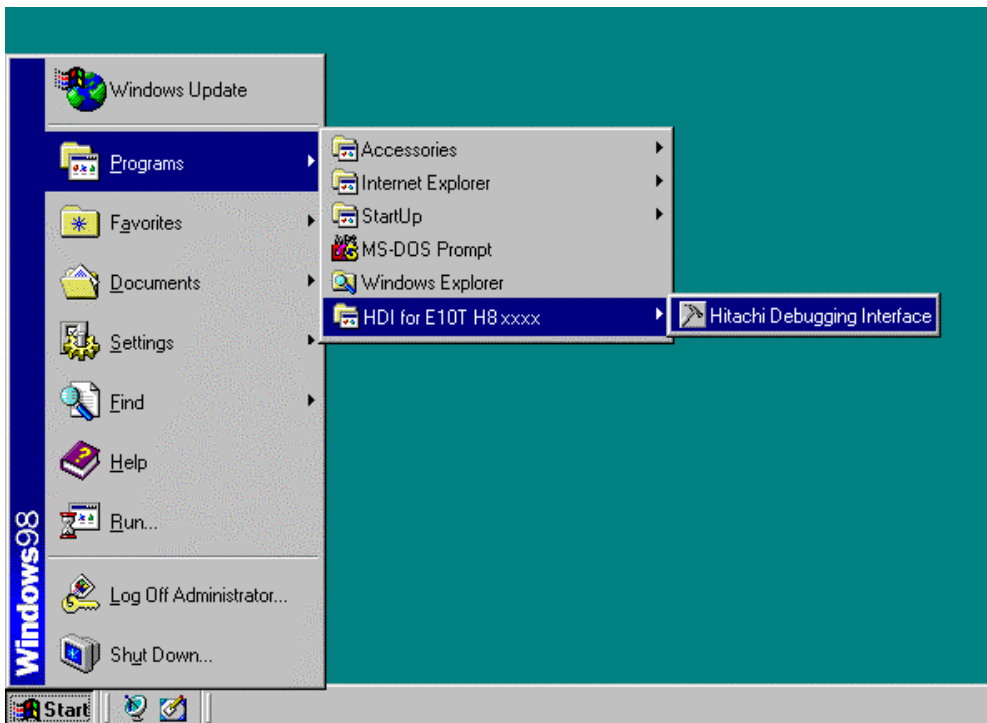 Windows Update
Programs
Favorites
Documents
Settings
Find
Help
Run...
Log Off Administrator...
Shut Down...
Windows98
Accessories
Internet Explorer
StartUp
MS-DOS Prompt
Windows Explorer
HDI for E10T H8 xxxx
Hitachi Debugging Interface
Start